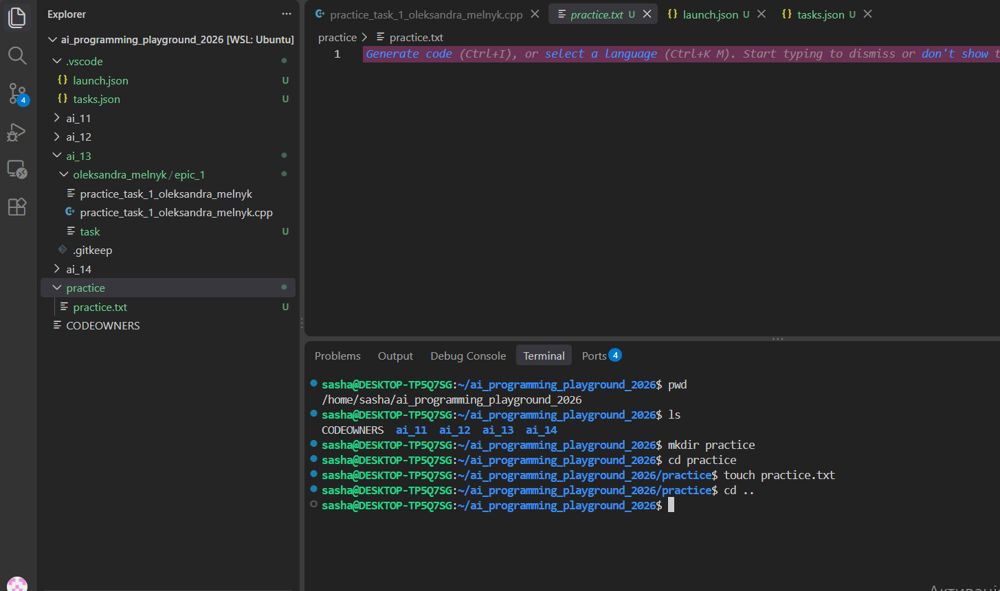 Explorer
ai_programming_playground_2026 [WSL: Ubuntu]
.vscode
{} launch.json U
{} tasks.json U
ai_11
ai_12
ai_13
oleksandra_melnyk / epic_1
practice_task_1_oleksandra_melnyk
practice_task_1_oleksandra_melnyk.cpp
task U
.gitkeep
ai_14
practice
practice.txt U
CODEOWNERS
4
practice_task_1_oleksandra_melnyk.cpp practice.txt U {} launch.json U {} tasks.json U
practice > practice.txt
1 Generate code (Ctrl+I), or select a language (Ctrl+K M). Start typing to dismiss or don't show t
Problems Output Debug Console Terminal Ports 4
sasha@DESKTOP-TP5Q7SG:~/ai_programming_playground_2026$ pwd
/home/sasha/ai_programming_playground_2026
sasha@DESKTOP-TP5Q7SG:~/ai_programming_playground_2026$ ls
CODEOWNERS ai_11 ai_12 ai_13 ai_14
sasha@DESKTOP-TP5Q7SG:~/ai_programming_playground_2026$ mkdir practice
sasha@DESKTOP-TP5Q7SG:~/ai_programming_playground_2026$ cd practice
sasha@DESKTOP-TP5Q7SG:~/ai_programming_playground_2026/practice$ touch practice.txt
sasha@DESKTOP-TP5Q7SG:~/ai_programming_playground_2026/practice$ cd ..
sasha@DESKTOP-TP5Q7SG:~/ai_programming_playground_2026$